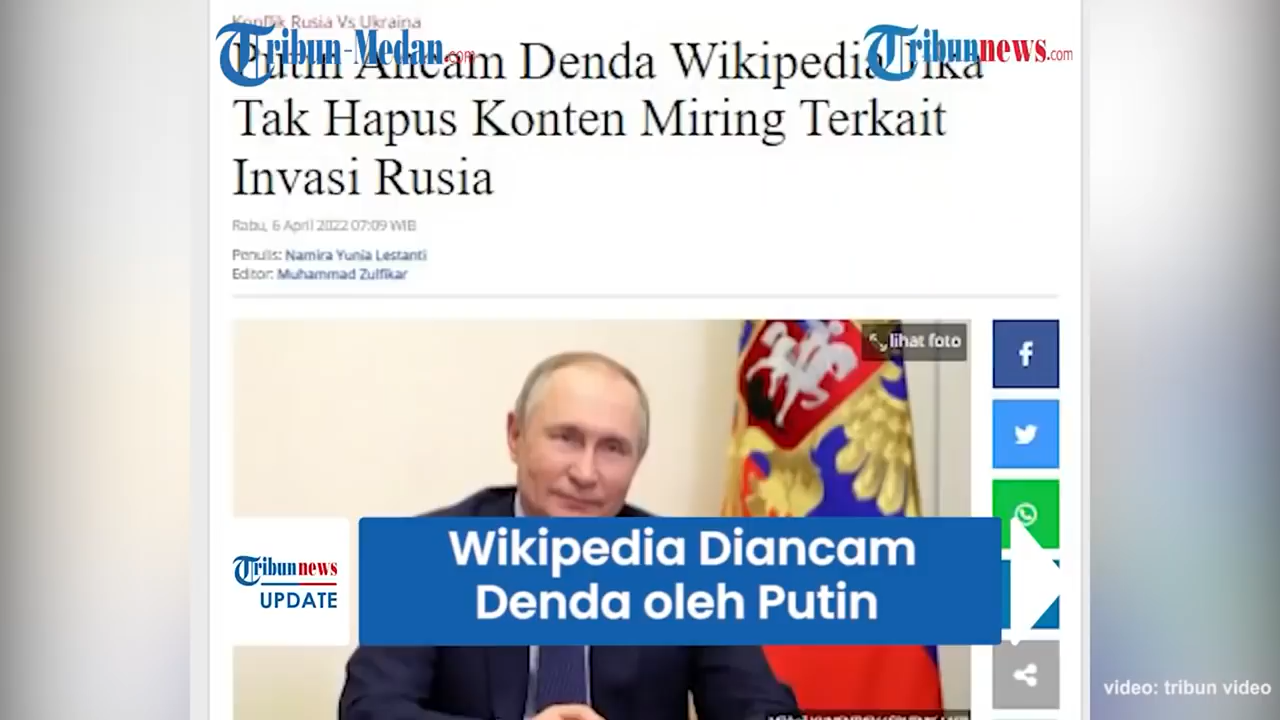 Konflik Rusia Vs Ukraina
Tribun-Medan.com
Tribunnews.com
Putin Ancam Denda Wikipedia Jika
Tak Hapus Konten Miring Terkait
Invasi Rusia
Rabu, 6 April 2022 07:09 WIB
Penulis: Namira Yunia Lestanti
Editor: Muhammad Zulfikar
lihat foto
Tribunnews
UPDATE
Wikipedia Diancam
Denda oleh Putin
video: tribun video